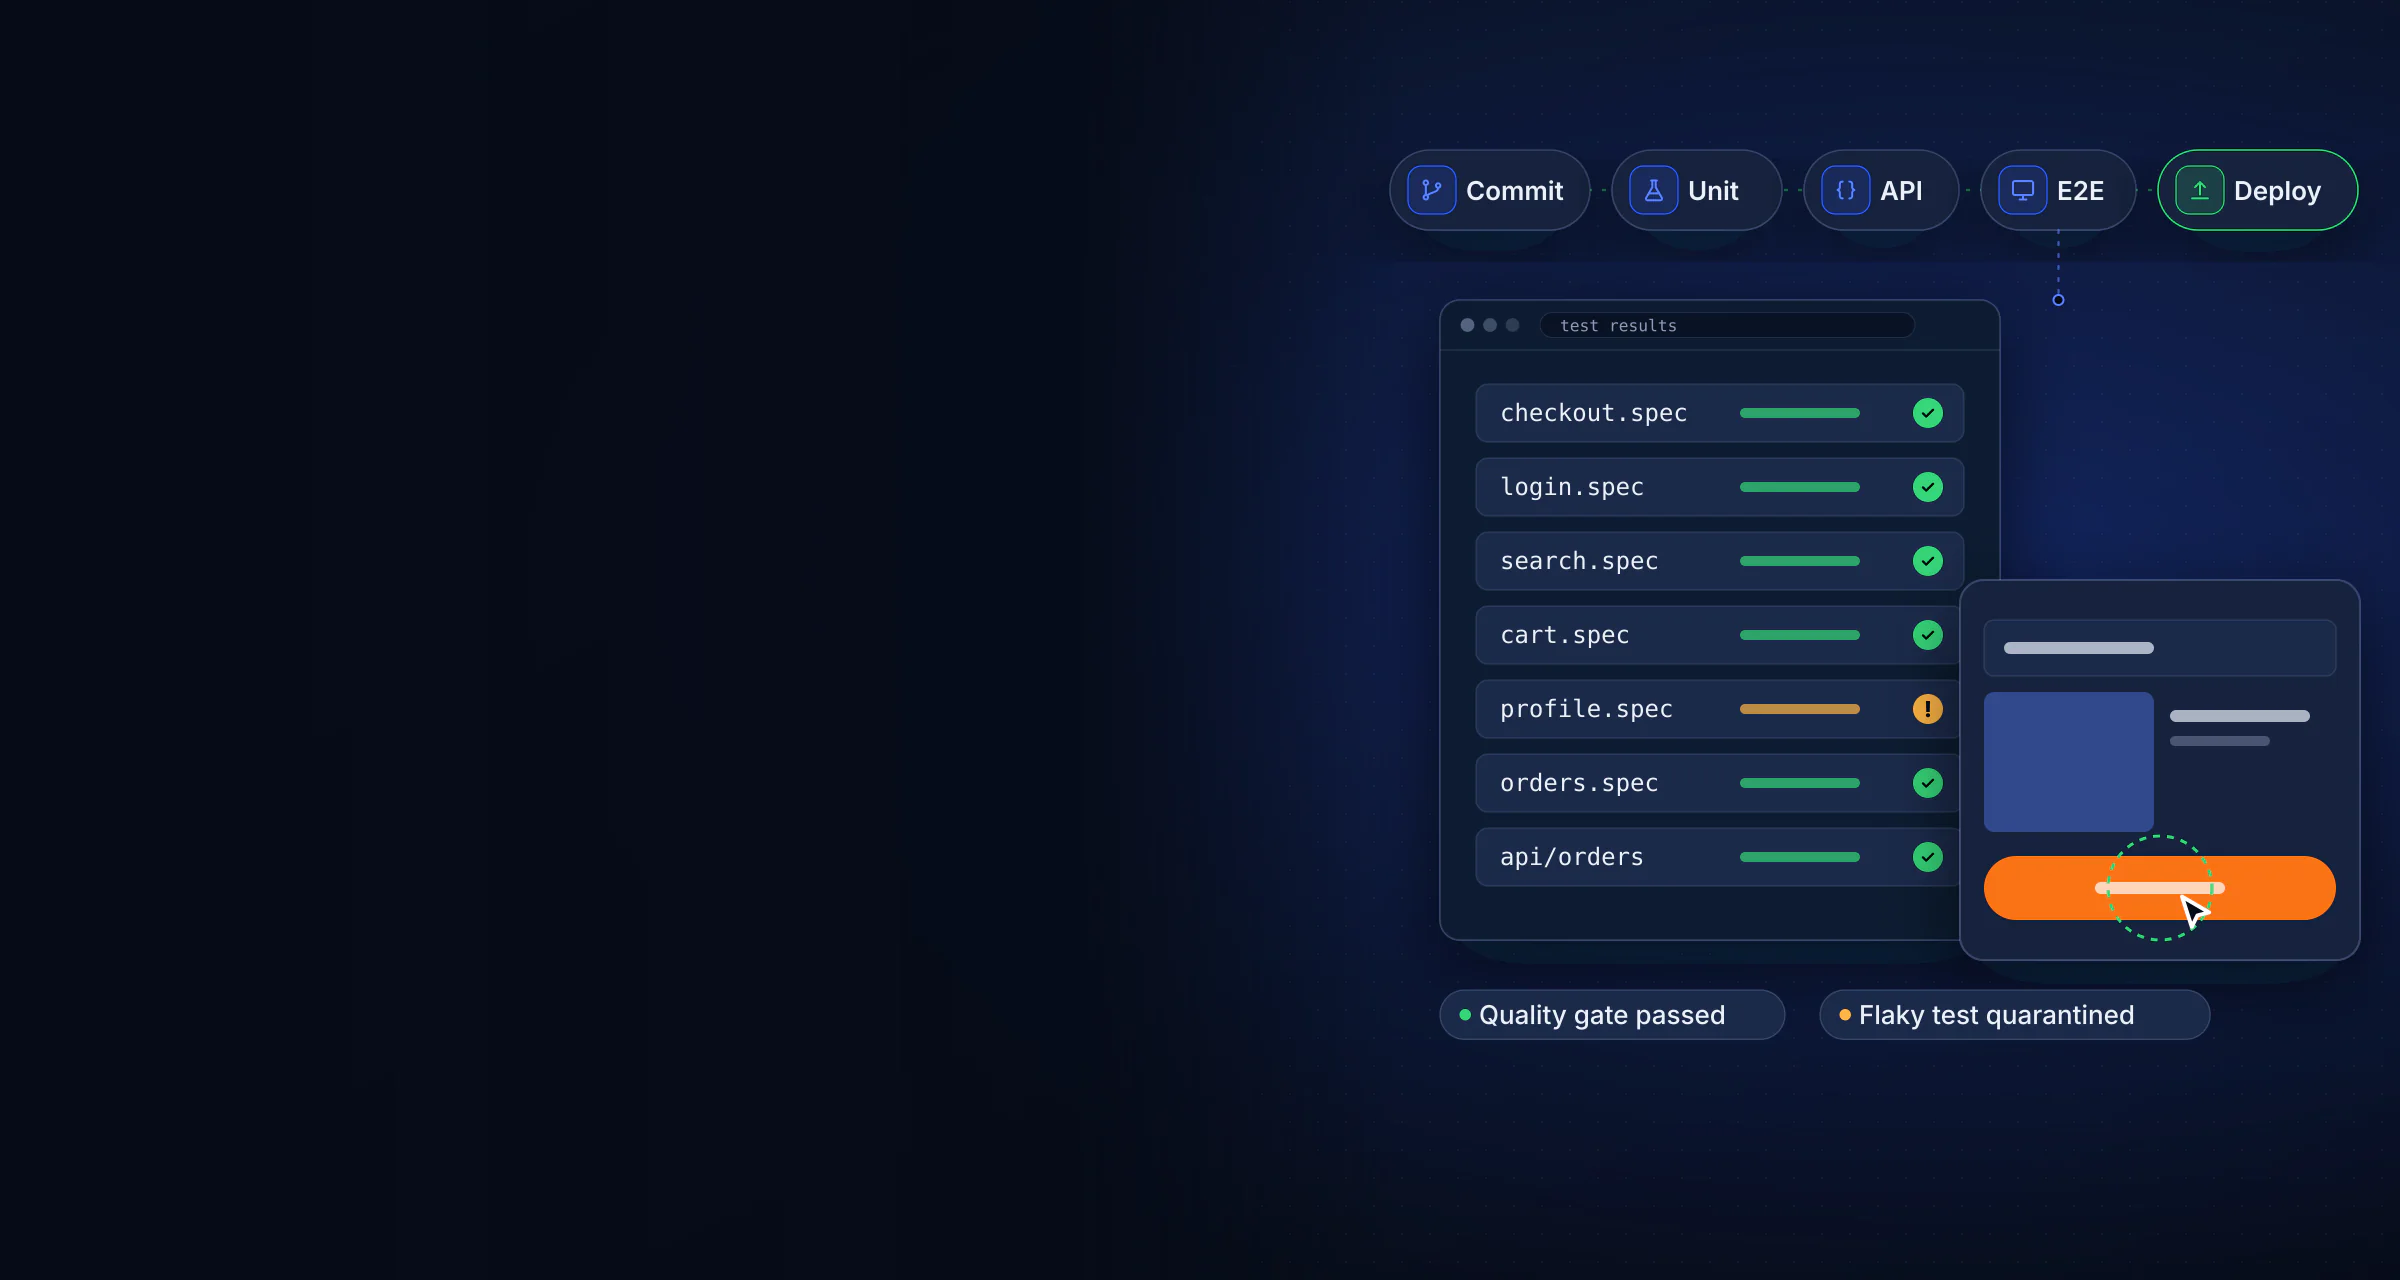 Commit
Unit
API
E2E
Deploy
test results
checkout.spec
login.spec
search.spec
cart.spec
profile.spec
orders.spec
api/orders
Quality gate passed
Flaky test quarantined